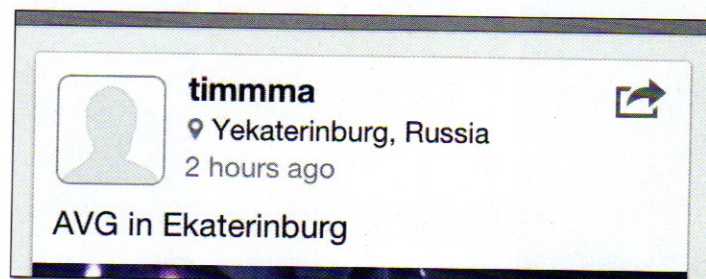 timmma
Yekaterinburg, Russia
2 hours ago
AVG in Ekaterinburg